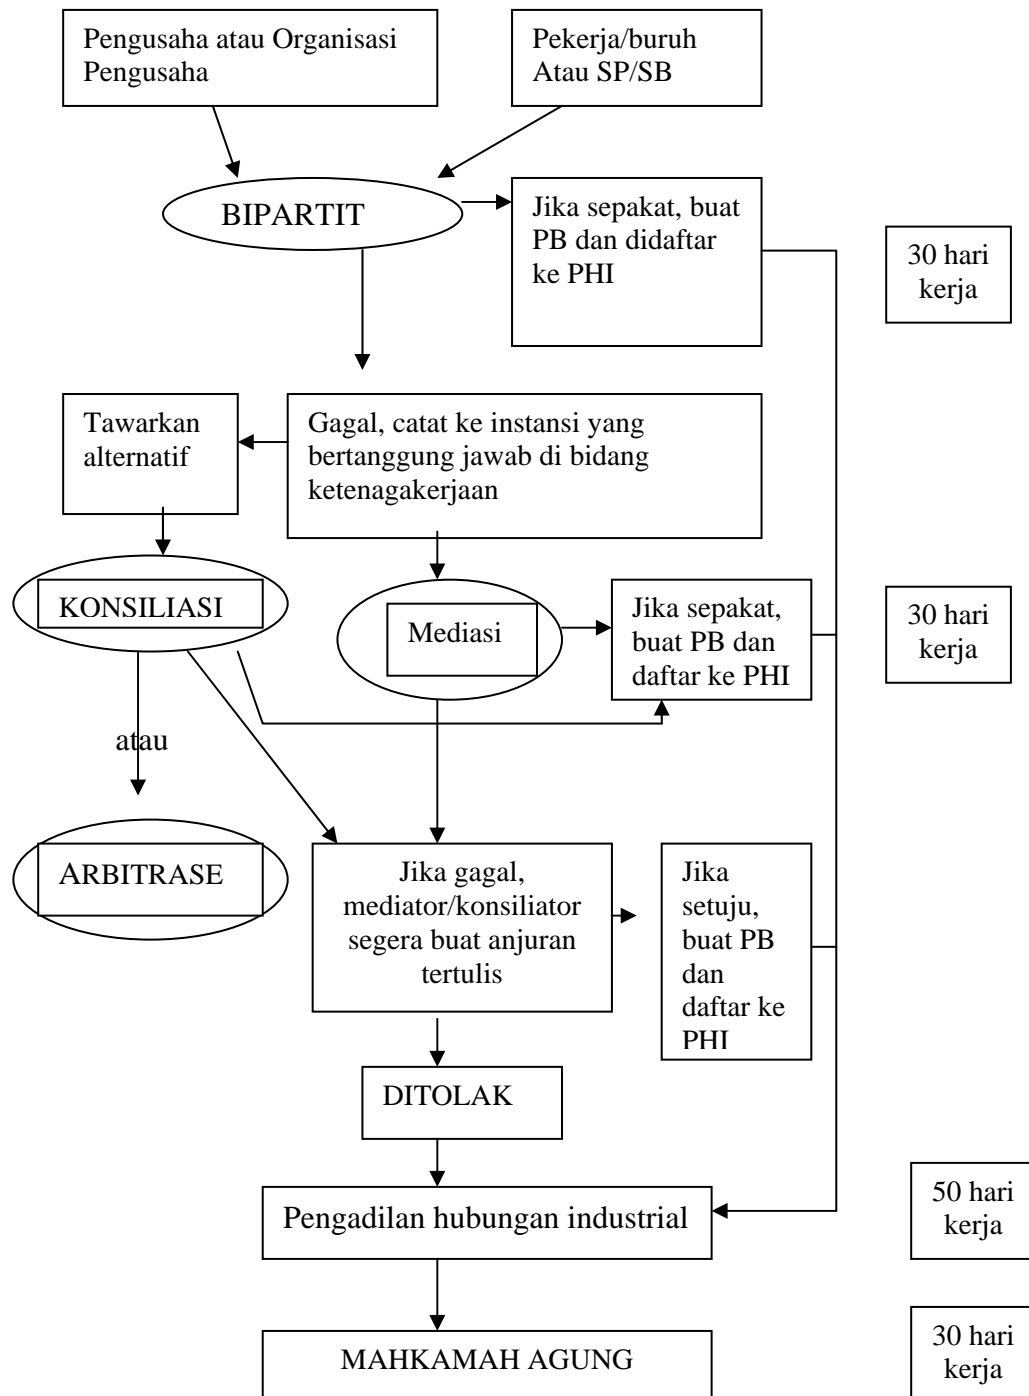 Pengusaha atau Organisasi
Pengusaha
Pekerja/buruh
Atau SP/SB
BIPARTIT
Jika sepakat, buat
PB dan didaftar
ke PHI
30 hari
kerja
Tawarkan
alternatif
Gagal, catat ke instansi yang
bertanggung jawab di bidang
ketenagakerjaan
KONSILIASI
Mediasi
Jika sepakat,
buat PB dan
daftar ke PHI
30 hari
kerja
atau
ARBITRASE
Jika gagal,
mediator/konsiliator
segera buat anjuran
tertulis
Jika
setuju,
buat PB
dan
daftar ke
PHI
DITOLAK
Pengadilan hubungan industrial
50 hari
kerja
MAHKAMAH AGUNG
30 hari
kerja